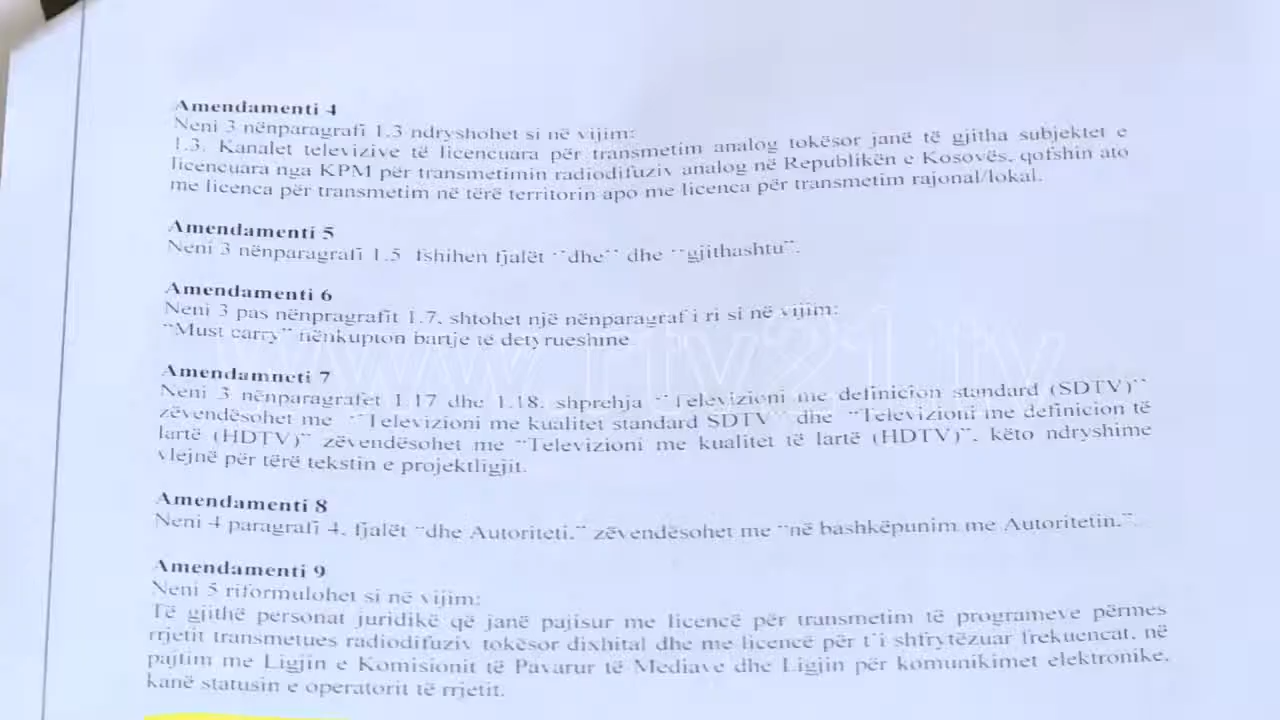 Amendamenti 4
Neni 3 nënparagrafi 1.3 ndryshohet si në vijim:
1.3. Kanalet televizive të licencuara për transmetim analog tokësor janë të gjitha subjektet e
licencuara nga KPM për transmetimin radiodifuziv analog në Republikën e Kosovës, qofshin ato
me licenca për transmetim në tërë territorin apo me licenca për transmetim rajonal/lokal.
Amendamenti 5
Neni 3 nënparagrafi 1.5 fshihen fjalët ``dhe`` dhe ``gjithashtu``.
Amendamenti 6
Neni 3 pas nënpragrafit 1.7, shtohet një nënparagraf i ri si në vijim:
``Must carry`` nënkupton bartje të detyrueshme
Amendamneti 7
Neni 3 nënparagrafet 1.17 dhe 1.18, shprehja ``Televizioni me definicion standard (SDTV)``
zëvendësohet me ``Televizioni me kualitet standard SDTV`` dhe ``Televizioni me definicion të
lartë (HDTV)`` zëvendësohet me ``Televizioni me kualitet të lartë (HDTV)``, këto ndryshime
vlejnë për tërë tekstin e projektligjit.
Amendamenti 8
Neni 4 paragrafi 4, fjalët ``dhe Autoriteti,`` zëvendësohet me ``në bashkëpunim me Autoritetin,``.
Amendamenti 9
Neni 5 riformulohet si në vijim:
Të gjithë personat juridikë që janë pajisur me licencë për transmetim të programeve përmes
rrjetit transmetues radiodifuziv tokësor dixhital dhe me licencë për t`i shfrytëzuar frekuencat, në
pajtim me Ligjin e Komisionit të Pavarur të Mediave dhe Ligjin për komunikimet elektronike,
kanë statusin e operatorit të rrjetit.
www.rtv21.tv